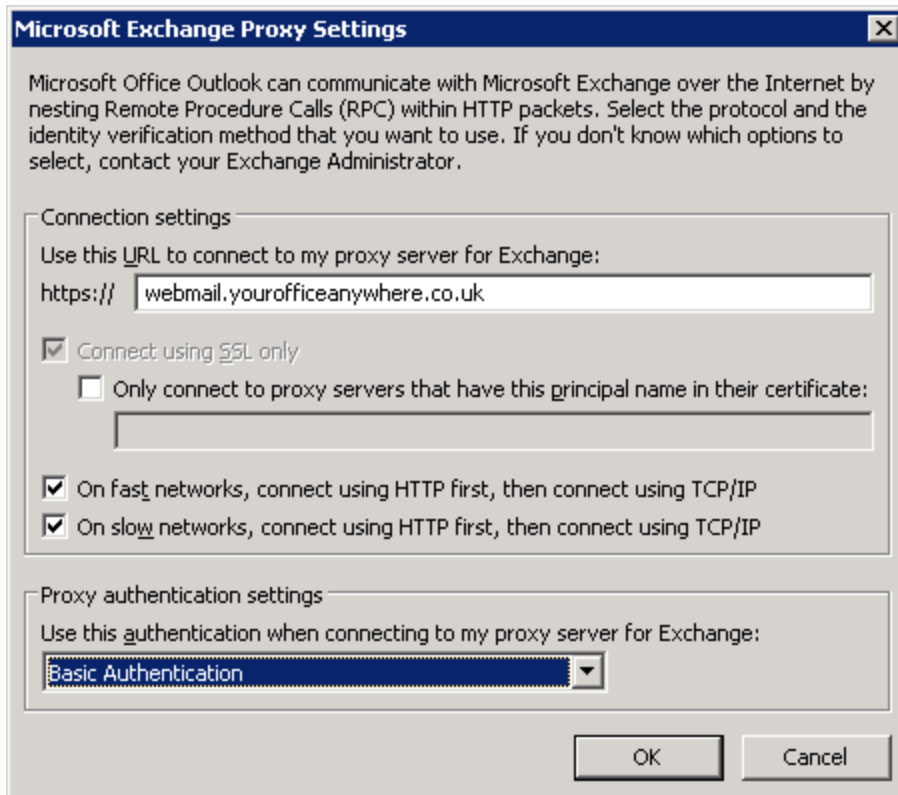 Microsoft Exchange Proxy Settings
Microsoft Office Outlook can communicate with Microsoft Exchange over the Internet by
nesting Remote Procedure Calls (RPC) within HTTP packets. Select the protocol and the
identity verification method that you want to use. If you don't know which options to
select, contact your Exchange Administrator.
Connection settings
Use this URL to connect to my proxy server for Exchange:
https:// webmail.yourofficeanywhere.co.uk
Connect using SSL only
Only connect to proxy servers that have this principal name in their certificate:
On fast networks, connect using HTTP first, then connect using TCP/IP
On slow networks, connect using HTTP first, then connect using TCP/IP
Proxy authentication settings
Use this authentication when connecting to my proxy server for Exchange:
Basic Authentication
OK Cancel